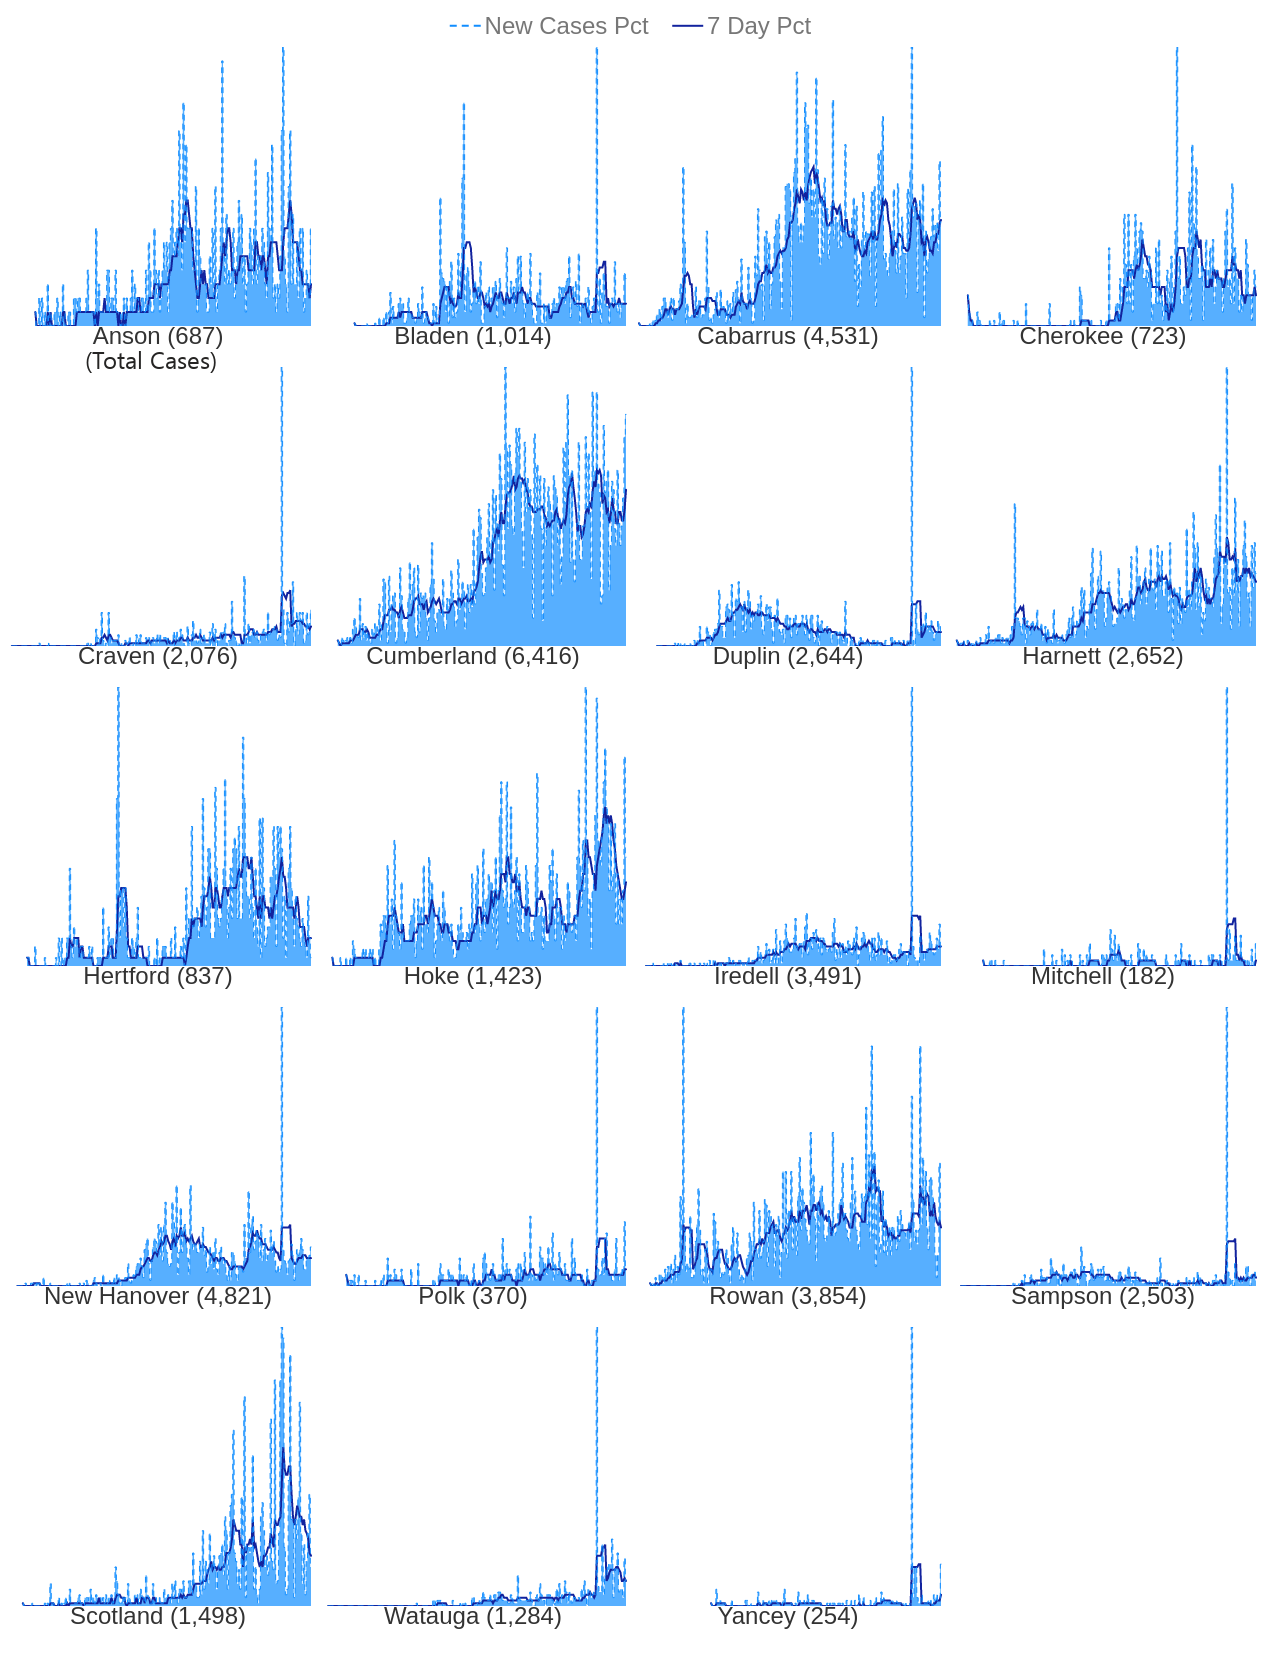 New Cases Pct 7 Day Pct
Anson (687) Bladen (1,014) Cabarrus (4,531) Cherokee (723)
(Total Cases)
Craven (2,076) Cumberland (6,416) Duplin (2,644) Harnett (2,652)
Hertford (837) Hoke (1,423) Iredell (3,491) Mitchell (182)
New Hanover (4,821) Polk (370) Rowan (3,854) Sampson (2,503)
Scotland (1,498) Watauga (1,284) Yancey (254)